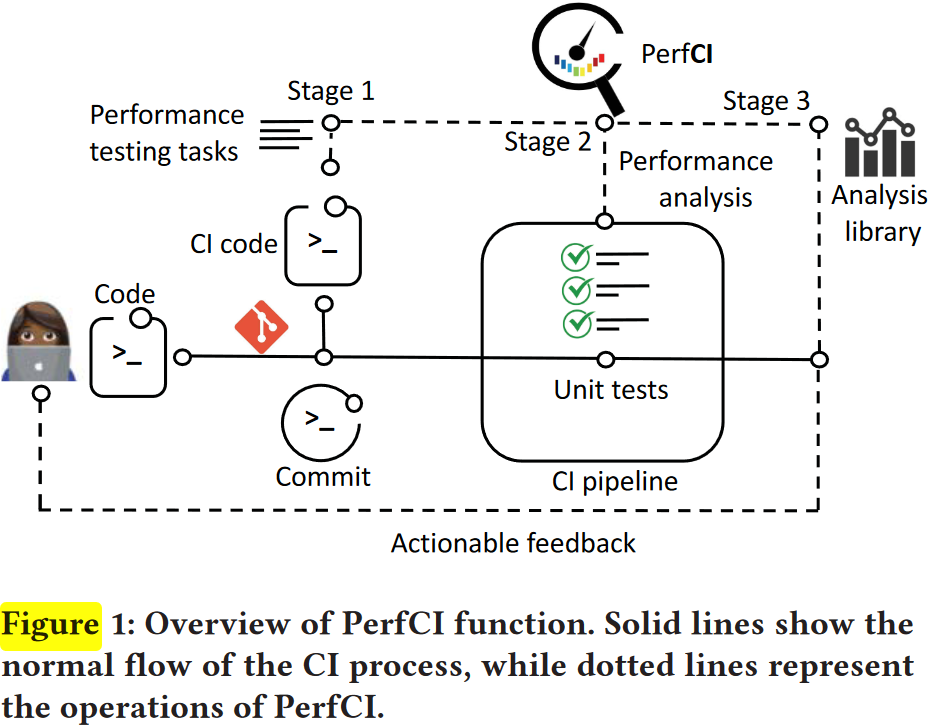 PerfCI
Stage 1
Stage 3
Performance
testing tasks
Stage 2
Performance
analysis
Analysis
library
CI code
>_
Code
>_
Unit tests
>_
Commit
CI pipeline
Actionable feedback
Figure 1: Overview of PerfCI function. Solid lines show the
normal flow of the CI process, while dotted lines represent
the operations of PerfCI.